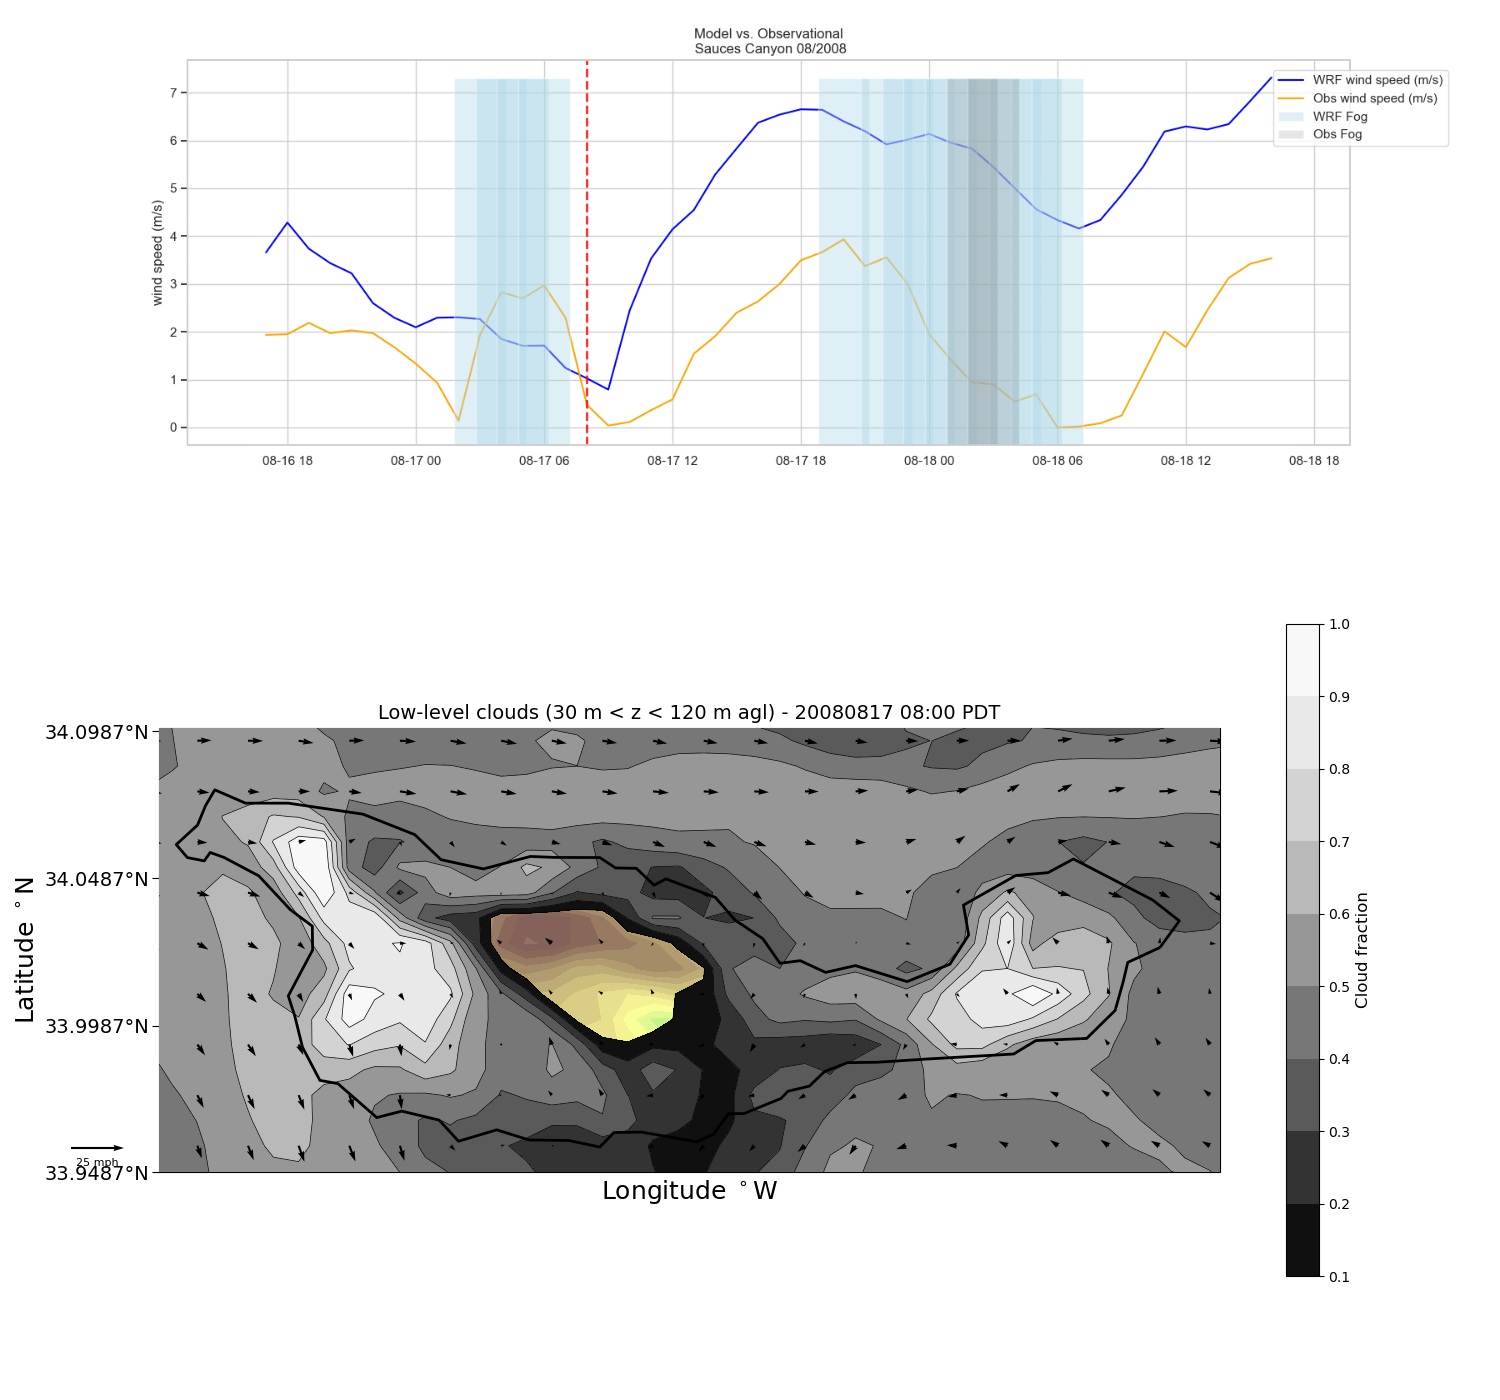 Model vs. Observational
Sauces Canyon 08/2008
wind speed (m/s)
7
6
5
4
3
2
1
0
08-16 18
08-17 00
08-17 06
08-17 12
08-17 18
08-18 00
08-18 06
08-18 12
08-18 18
WRF wind speed (m/s)
Obs wind speed (m/s)
WRF Fog
Obs Fog
Low-level clouds (30 m < z < 120 m agl) - 20080817 08:00 PDT
Latitude °N
34.0987°N
34.0487°N
33.9987°N
33.9487°N
25 mph
Longitude °W
1.0
0.9
0.8
0.7
0.6
0.5
0.4
0.3
0.2
0.1
Cloud fraction